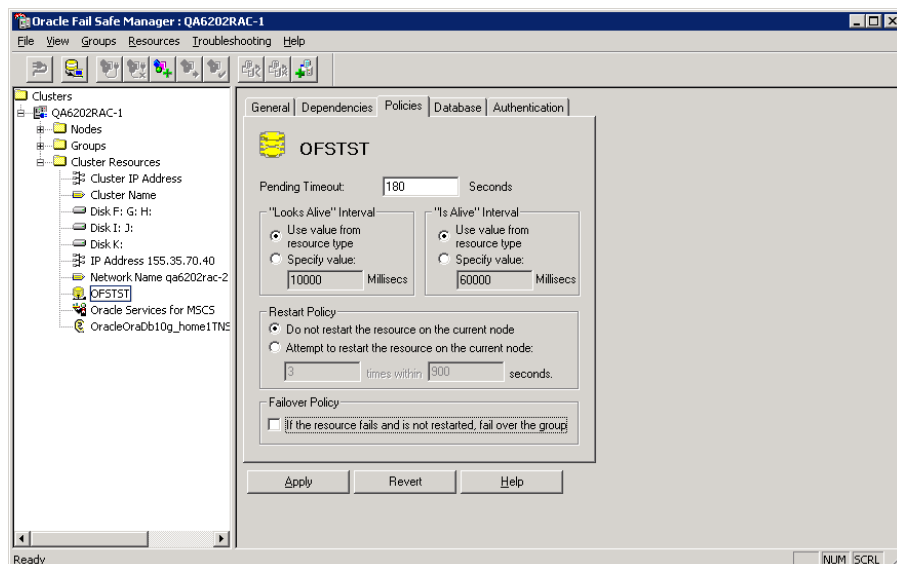 Oracle Fail Safe Manager : QA6202RAC-1
File View Groups Resources Troubleshooting Help
Clusters
QA6202RAC-1
Nodes
Groups
Cluster Resources
Cluster IP Address
Cluster Name
Disk F: G: H:
Disk I: J:
Disk K:
IP Address 155.35.70.40
Network Name qa6202rac-2
OFSTST
Oracle Services for MSCS
OracleOraDb10g_home1TNS
General Dependencies Policies Database Authentication
OFSTST
Pending Timeout: 180 Seconds
"Looks Alive" Interval
Use value from
resource type
Specify value:
10000 Millisecs
"Is Alive" Interval
Use value from
resource type
Specify value:
60000 Millisecs
Restart Policy
Do not restart the resource on the current node
Attempt to restart the resource on the current node:
3 times within 900 seconds.
Failover Policy
If the resource fails and is not restarted, fail over the group
Apply Revert Help
Ready
NUM SCRL